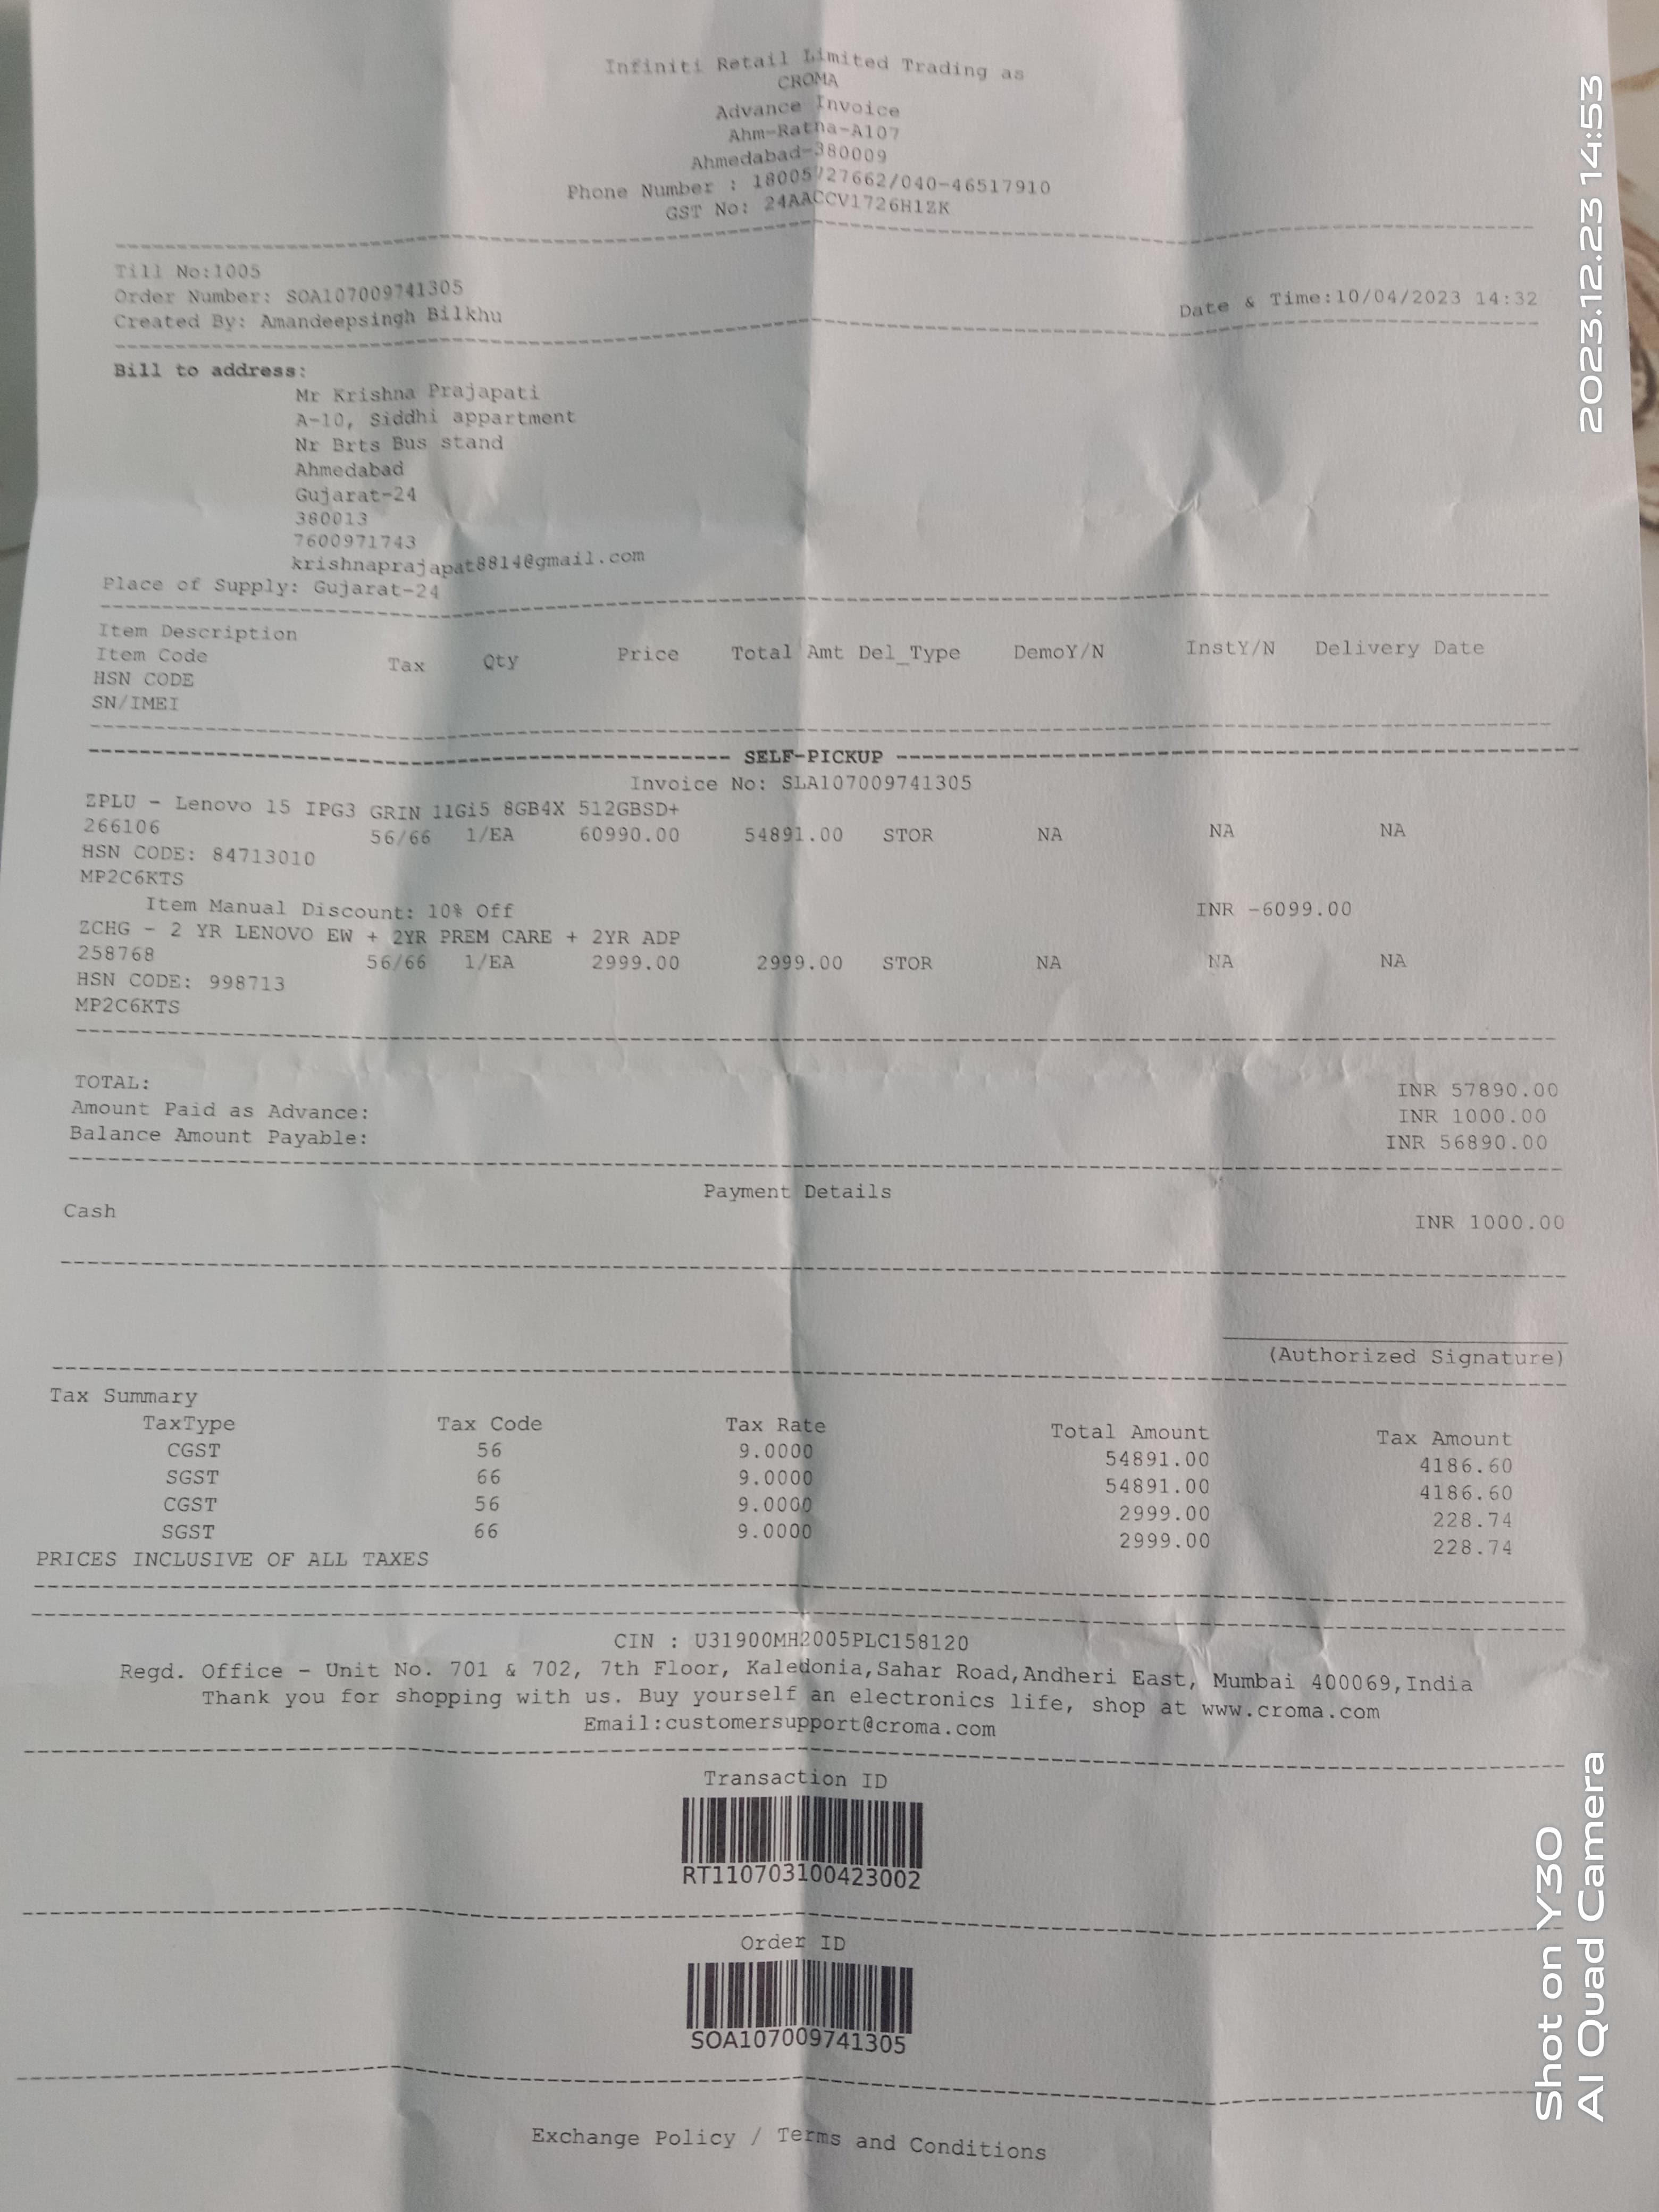 Infiniti Retail Limited Trading as
CROMA
Advance Invoice
Ahm-Ratna-A107
Ahmedabad-380009
Phone Number : 18005727662/040-46517910
GST No: 24AACCV1726H1ZK
Till No:1005
Order Number: SOA107009741305
Created By: Amandeepsingh Bilkhu
Date & Time:10/04/2023 14:32
Bill to address:
Mr Krishna Prajapati
A-10, Siddhi appartment
Nr Brts Bus stand
Ahmedabad
Gujarat-24
380013
7600971743
krishnaprajapat8814@gmail.com
Place of Supply: Gujarat-24
Item Description
Item Code Tax Qty Price Total Amt Del_Type DemoY/N InstY/N Delivery Date
HSN CODE
SN/IMEI
SELF-PICKUP
Invoice No: SLA107009741305
ZPLU - Lenovo 15 IPG3 GRIN 11Gi5 8GB4X 512GBSD+
266106 56/66 1/EA 60990.00 54891.00 STOR NA NA NA
HSN CODE: 84713010
MP2C6KTS
Item Manual Discount: 10% Off INR -6099.00
ZCHG - 2 YR LENOVO EW + 2YR PREM CARE + 2YR ADP
258768 56/66 1/EA 2999.00 2999.00 STOR NA NA NA
HSN CODE: 998713
MP2C6KTS
TOTAL: INR 57890.00
Amount Paid as Advance: INR 1000.00
Balance Amount Payable: INR 56890.00
Payment Details
Cash INR 1000.00
(Authorized Signature)
Tax Summary
TaxType Tax Code Tax Rate Total Amount Tax Amount
CGST 56 9.0000 54891.00 4186.60
SGST 66 9.0000 54891.00 4186.60
CGST 56 9.0000 2999.00 228.74
SGST 66 9.0000 2999.00 228.74
PRICES INCLUSIVE OF ALL TAXES
CIN : U31900MH2005PLC158120
Regd. Office - Unit No. 701 & 702, 7th Floor, Kaledonia,Sahar Road,Andheri East, Mumbai 400069,India
Thank you for shopping with us. Buy yourself an electronics life, shop at www.croma.com
Email:customersupport@croma.com
Transaction ID
RT110703100423002
Order ID
SOA107009741305
Exchange Policy / Terms and Conditions
2023.12.23 14:53
Shot on Y30
AI Quad Camera